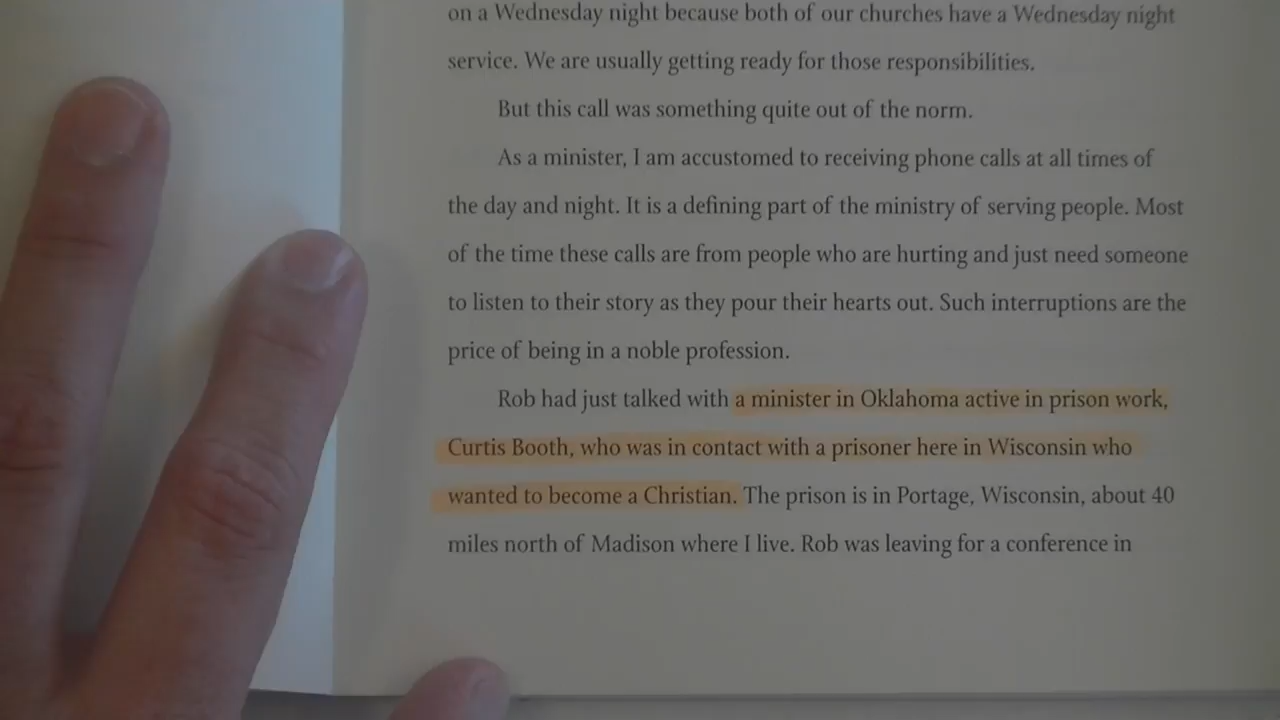 on a Wednesday night because both of our churches have a Wednesday night
service. We are usually getting ready for those responsibilities.
But this call was something quite out of the norm.
As a minister, I am accustomed to receiving phone calls at all times of
the day and night. It is a defining part of the ministry of serving people. Most
of the time these calls are from people who are hurting and just need someone
to listen to their story as they pour their hearts out. Such interruptions are the
price of being in a noble profession.
Rob had just talked with a minister in Oklahoma active in prison work,
Curtis Booth, who was in contact with a prisoner here in Wisconsin who
wanted to become a Christian. The prison is in Portage, Wisconsin, about 40
miles north of Madison where I live. Rob was leaving for a conference in